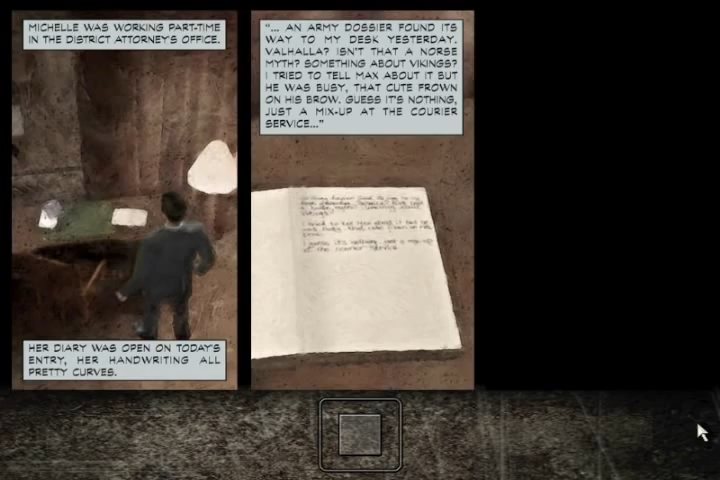 MICHELLE WAS WORKING PART-TIME
IN THE DISTRICT ATTORNEY'S OFFICE.
HER DIARY WAS OPEN ON TODAY'S
ENTRY, HER HANDWRITING ALL
PRETTY CURVES.
"... AN ARMY DOSSIER FOUND ITS
WAY TO MY DESK YESTERDAY.
VALHALLA? ISN'T THAT A NORSE
MYTH? SOMETHING ABOUT VIKINGS?
I TRIED TO TELL MAX ABOUT IT BUT
HE WAS BUSY, THAT CUTE FROWN
ON HIS BROW. GUESS IT'S NOTHING,
JUST A MIX-UP AT THE COURIER
SERVICE..."